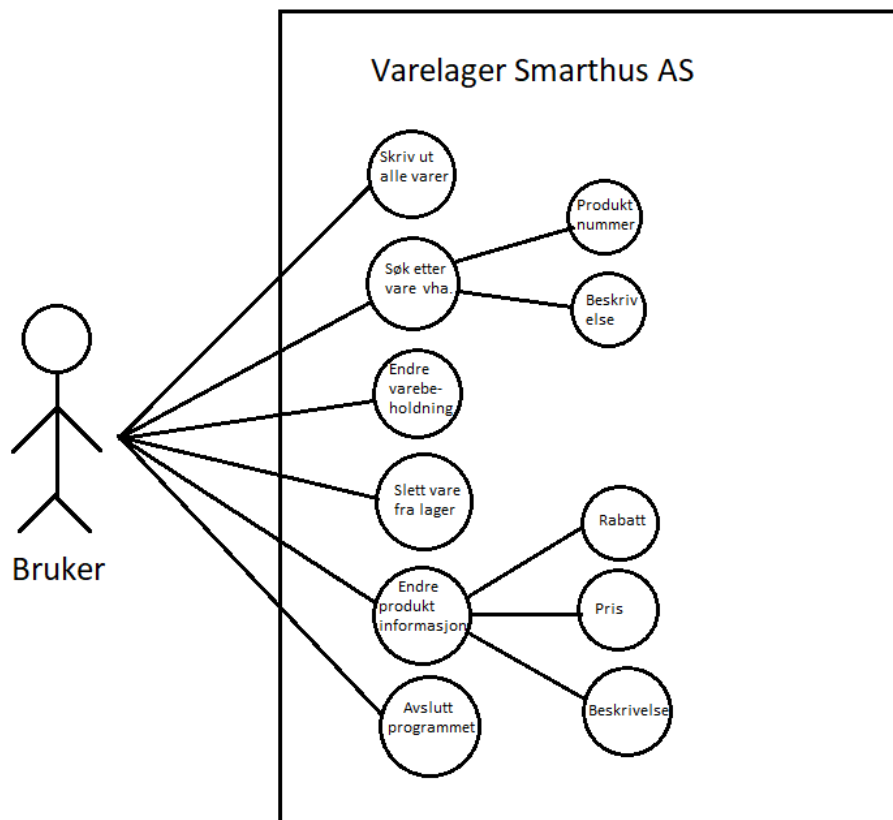 Varelager Smarthus AS
Skriv ut
alle varer
Produkt
nummer
Søk etter
vare vha.
Beskriv
else
Endre
varebe-
holdning
Slett vare
fra lager
Rabatt
Bruker
Endre
produkt
informasjon
Pris
Avslutt
programmet
Beskrivelse